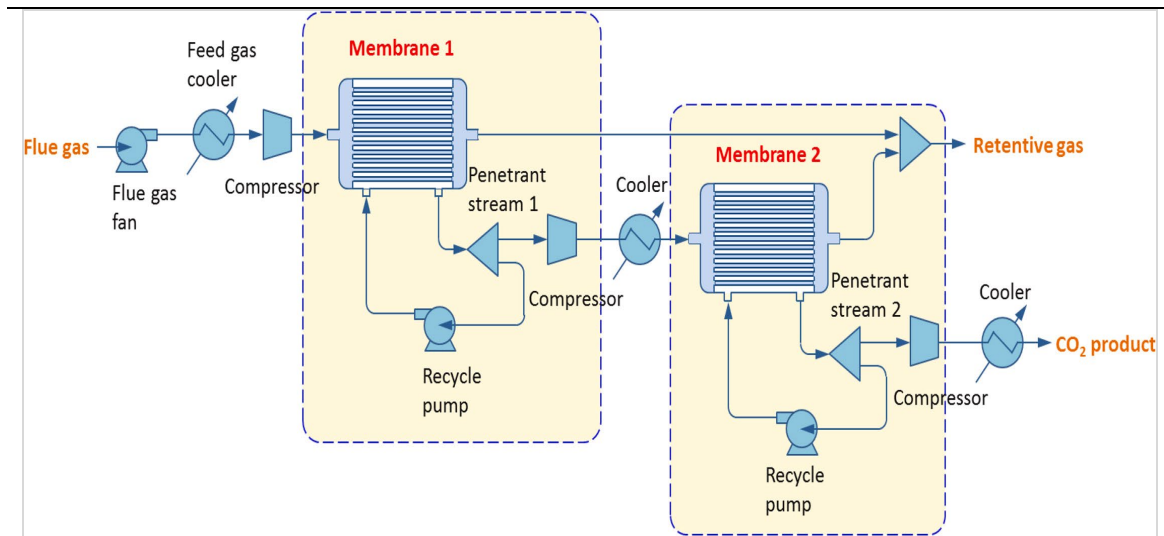 Membrane 1
Feed gas
cooler
Flue gas
Flue gas
fan
Compressor
Penetrant
stream 1
Recycle
pump
Compressor
Cooler
Membrane 2
Retentive gas
Penetrant
stream 2
Recycle
pump
Compressor
Cooler
CO₂ product